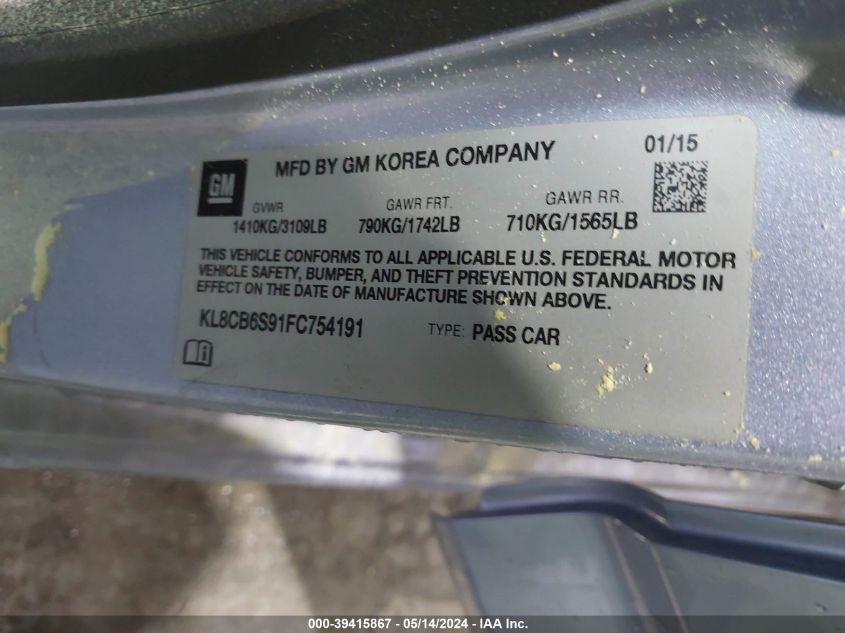 MFD BY GM KOREA COMPANY 01/15
GM
GVWR GAWR FRT. GAWR RR.
1410KG/3109LB 790KG/1742LB 710KG/1565LB
THIS VEHICLE CONFORMS TO ALL APPLICABLE U.S. FEDERAL MOTOR
VEHICLE SAFETY, BUMPER, AND THEFT PREVENTION STANDARDS IN
EFFECT ON THE DATE OF MANUFACTURE SHOWN ABOVE.
KL8CB6S91FC754191 TYPE: PASS CAR
000-39415867 / 05/14/2024 - IAA Inc.